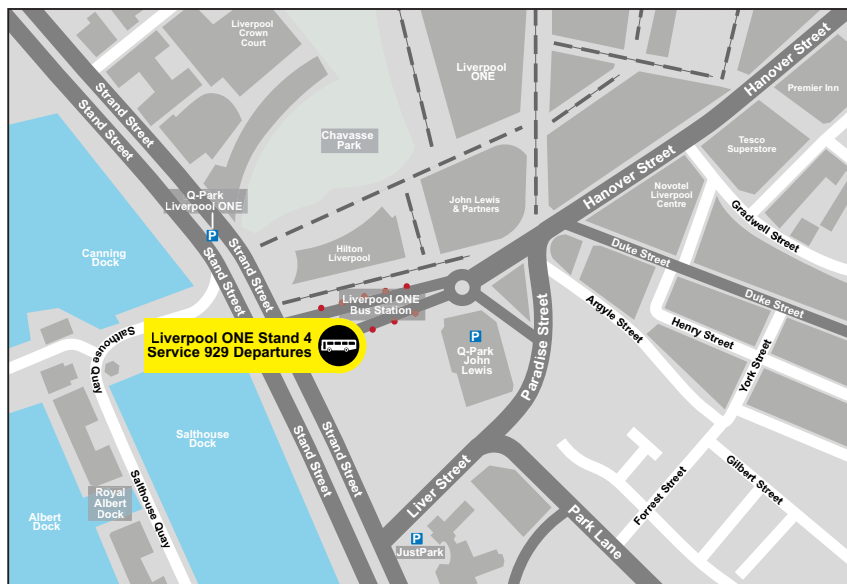 Liverpool
Crown
Court
Strand Street
Stand Street
Liverpool
ONE
Hanover Street
Premier Inn
Chavasse
Park
Tesco
Superstore
Hanover Street
Q-Park
Liverpool ONE
P
John Lewis
& Partners
Novotel
Liverpool
Centre
Gradwell Street
Canning
Dock
Strand Street
Stand Street
Hilton
Liverpool
Duke Street
Duke Street
Liverpool ONE
Bus Station
Argyle Street
Henry Street
York Street
Salthouse Quay
Liverpool ONE Stand 4
Service 929 Departures
P
Q-Park
John
Lewis
Paradise Street
Salthouse
Dock
Stand Street
Strand Street
Liver Street
Forrest Street
Gilbert Street
Royal
Albert
Dock
Salthouse Quay
Albert
Dock
P
JustPark
Park Lane